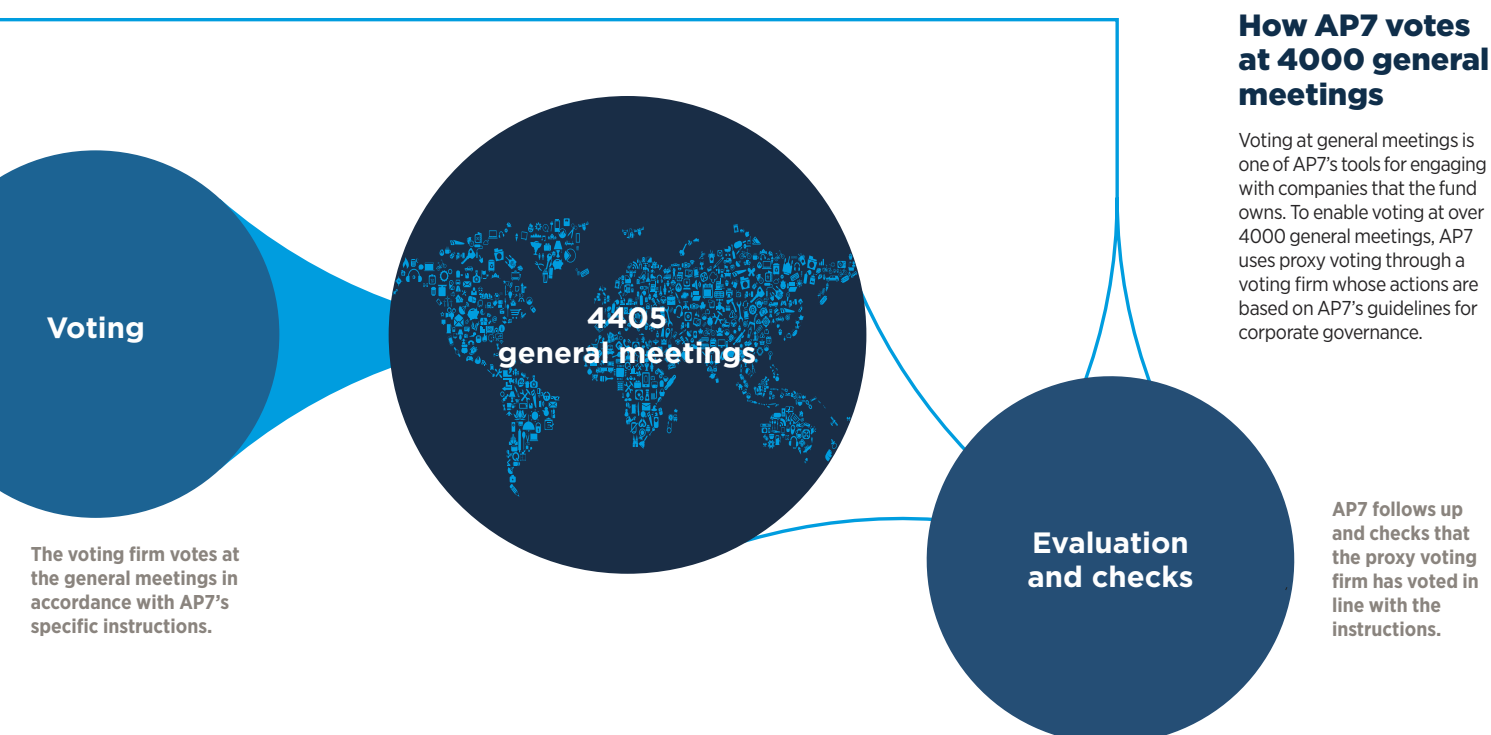 How AP7 votes
at 4000 general
meetings
Voting at general meetings is
one of AP7's tools for engaging
with companies that the fund
owns. To enable voting at over
4000 general meetings, AP7
uses proxy voting through a
voting firm whose actions are
based on AP7's guidelines for
corporate governance.
Voting
4405
general meetings
The voting firm votes at
the general meetings in
accordance with AP7's
specific instructions.
Evaluation
and checks
AP7 follows up
and checks that
the proxy voting
firm has voted in
line with the
instructions.